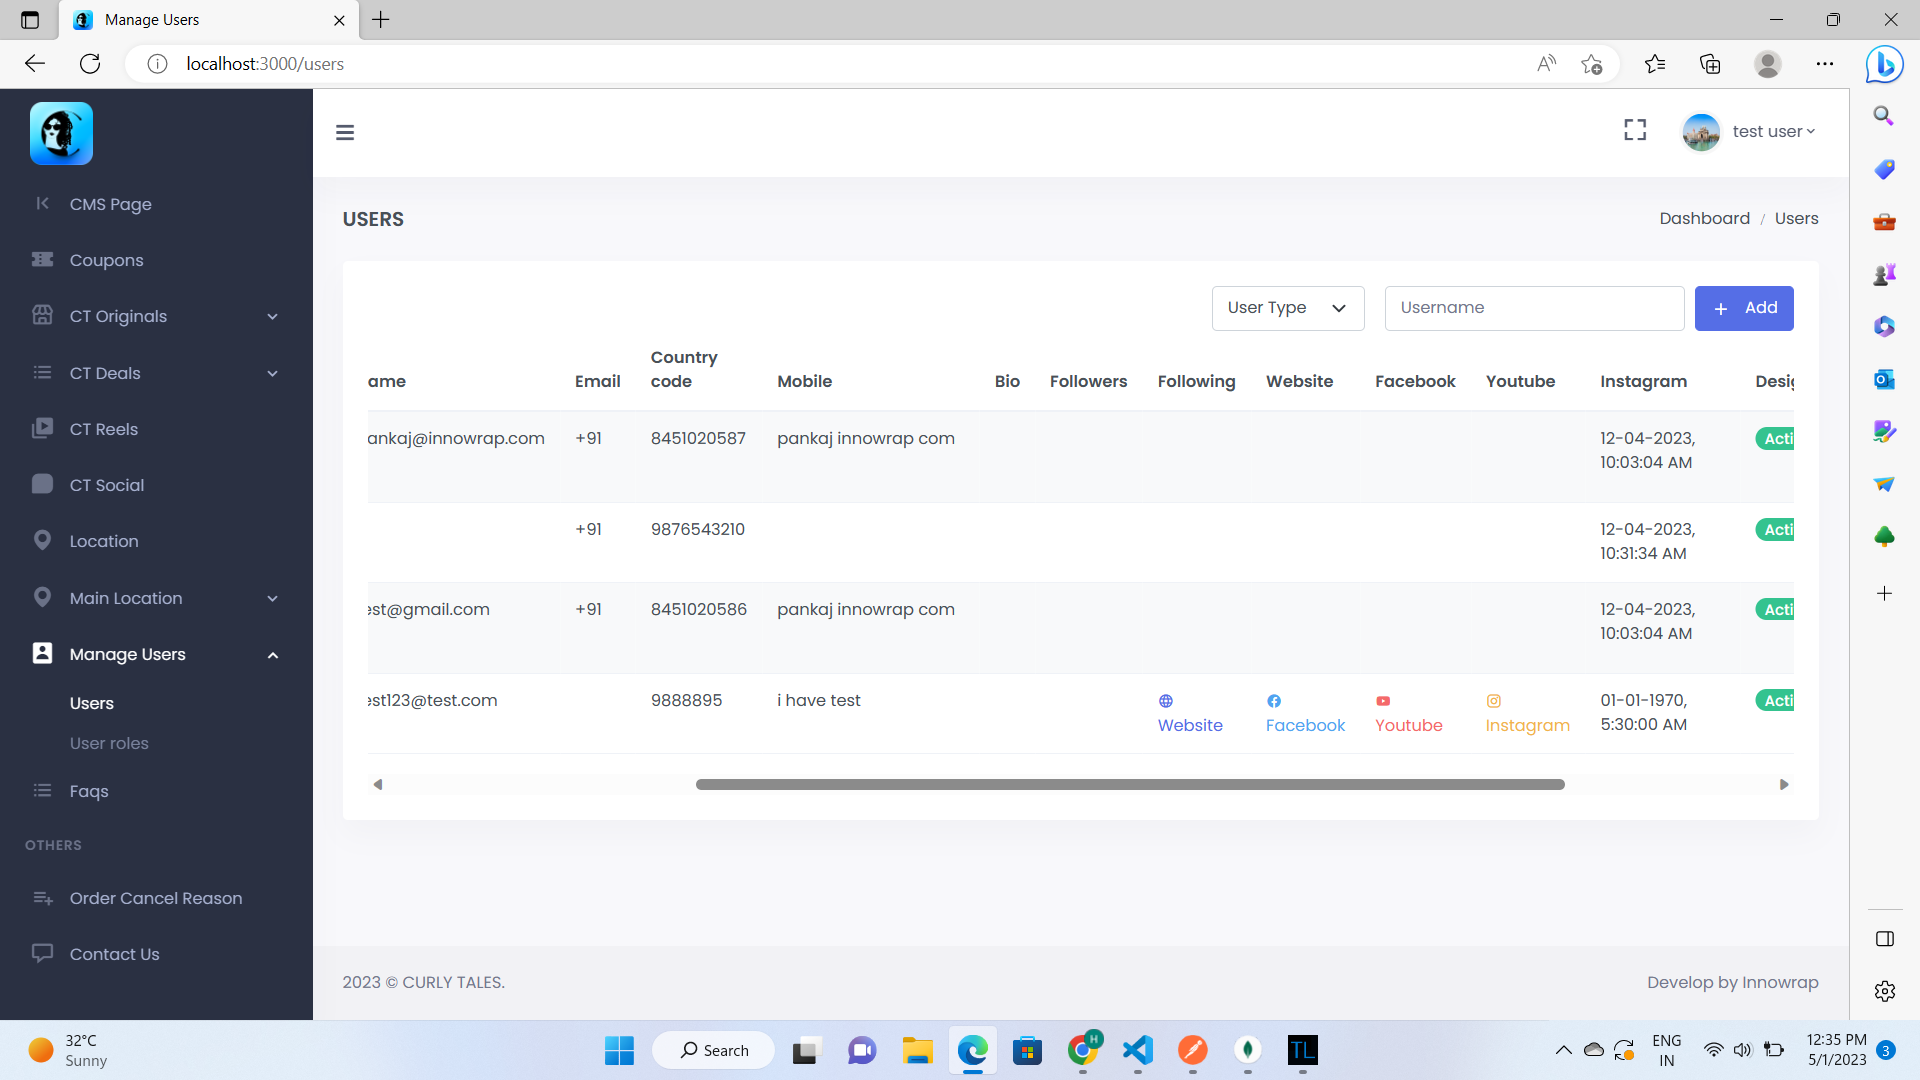 Manage Users
localhost:3000/users
test user
CMS Page
Coupons
CT Originals
CT Deals
CT Reels
CT Social
Location
Main Location
Manage Users
Users
User roles
Faqs
OTHERS
Order Cancel Reason
Contact Us
USERS
Dashboard / Users
User Type
Username
+ Add
ame Email Country code Mobile Bio Followers Following Website Facebook Youtube Instagram Desig
ankaj@innowrap.com +91 8451020587 pankaj innowrap com 12-04-2023,
10:03:04 AM
Acti
+91 9876543210 12-04-2023,
10:31:34 AM
Acti
est@gmail.com +91 8451020586 pankaj innowrap com 12-04-2023,
10:03:04 AM
Acti
est123@test.com 9888895 i have test Website Facebook Youtube Instagram 01-01-1970,
5:30:00 AM
Acti
2023 © CURLY TALES.
Develop by Innowrap
32°C
Sunny
Search
H
TL
ENG
IN
12:35 PM
5/1/2023
3